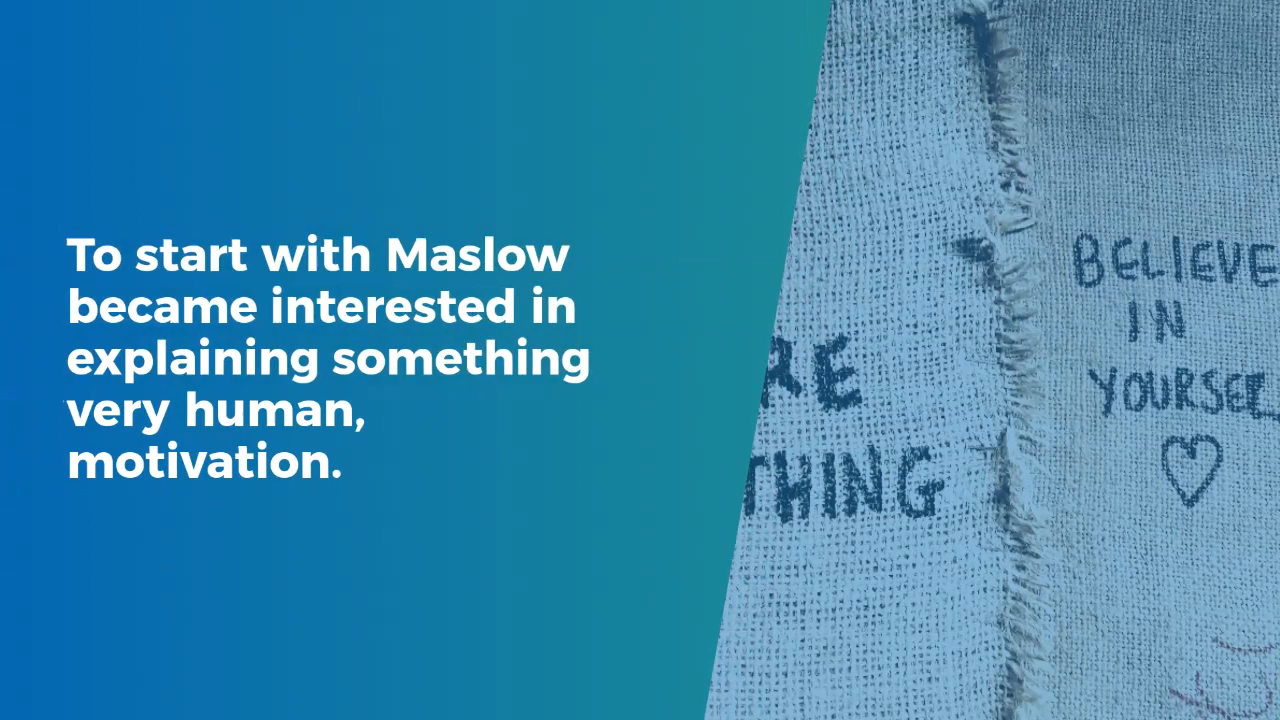 To start with Maslow
became interested in
explaining something
very human,
motivation.
RE
THING
BELIEVE
IN
YOURSEL